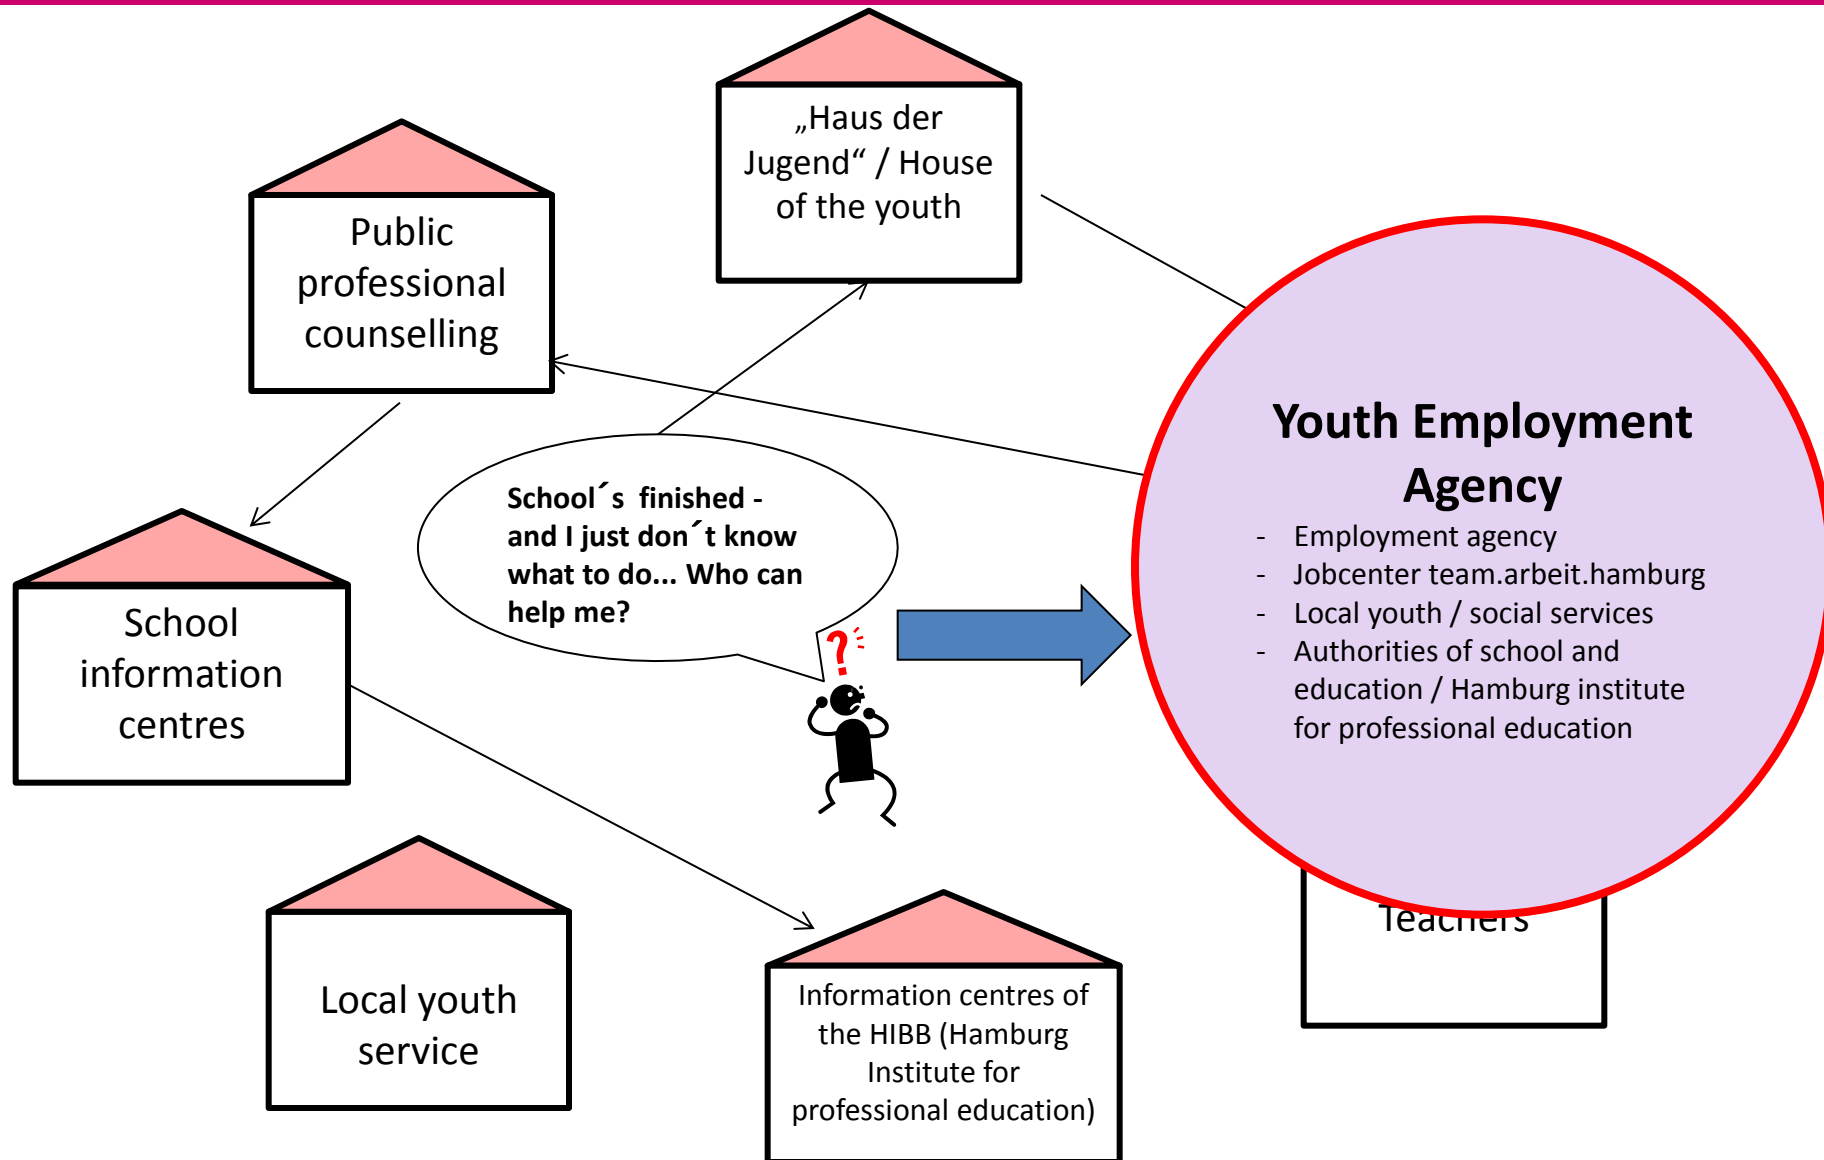 „Haus der
Jugend“ / House
of the youth
Public
professional
counselling
Youth Employment
Agency
- Employment agency
- Jobcenter team.arbeit.hamburg
- Local youth / social services
- Authorities of school and
education / Hamburg institute
for professional education
School´s finished -
and I just don´t know
what to do... Who can
help me?
?
School
information
centres
Teachers
Local youth
service
Information centres of
the HIBB (Hamburg
Institute for
professional education)